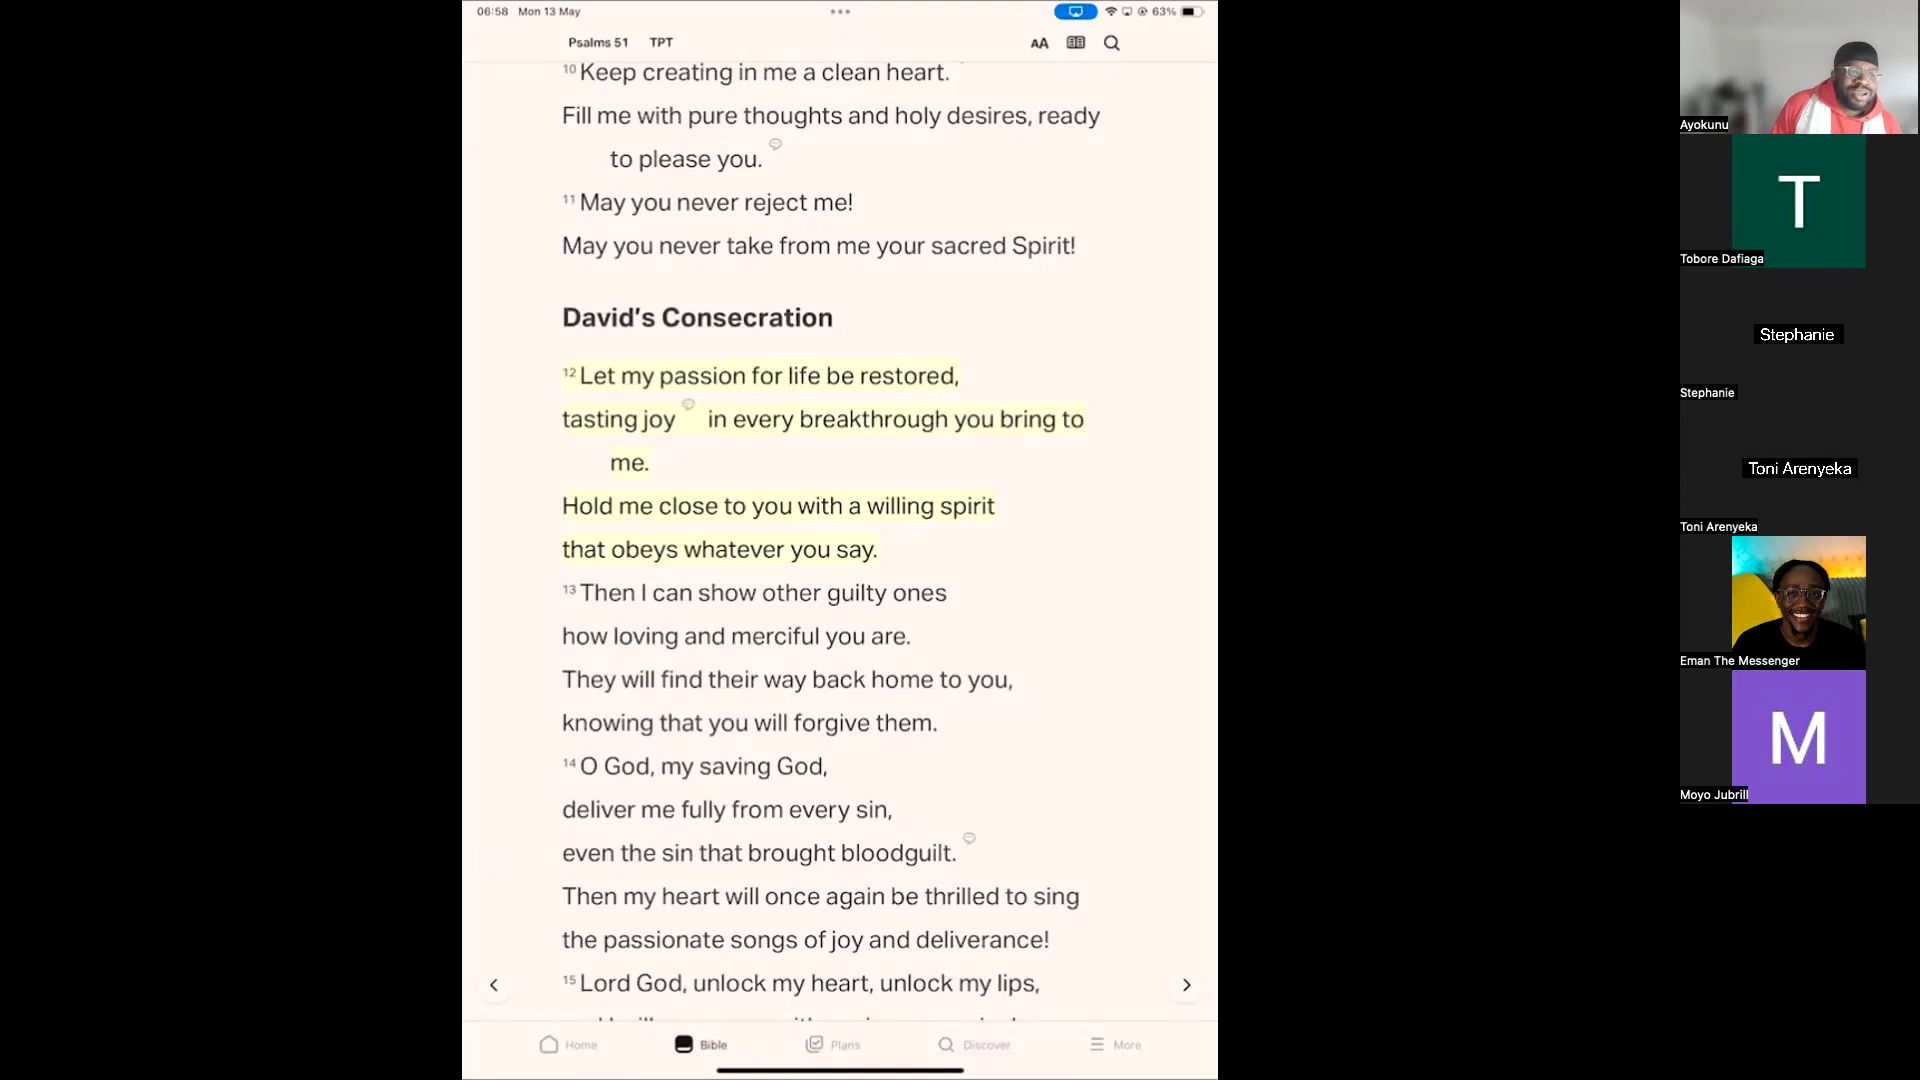 06:58 Mon 13 May
63%
Psalms 51 TPT
AA
10 Keep creating in me a clean heart.
Fill me with pure thoughts and holy desires, ready
to please you.
11 May you never reject me!
May you never take from me your sacred Spirit!
David's Consecration
12 Let my passion for life be restored,
tasting joy in every breakthrough you bring to
me.
Hold me close to you with a willing spirit
that obeys whatever you say.
13 Then I can show other guilty ones
how loving and merciful you are.
They will find their way back home to you,
knowing that you will forgive them.
14 O God, my saving God,
deliver me fully from every sin,
even the sin that brought bloodguilt.
Then my heart will once again be thrilled to sing
the passionate songs of joy and deliverance!
15 Lord God, unlock my heart, unlock my lips,
Home Bible Plans Discover More
Ayokunu
T
Tobore Dafiaga
Stephanie
Stephanie
Toni Arenyeka
Toni Arenyeka
Eman The Messenger
M
Moyo Jubrill